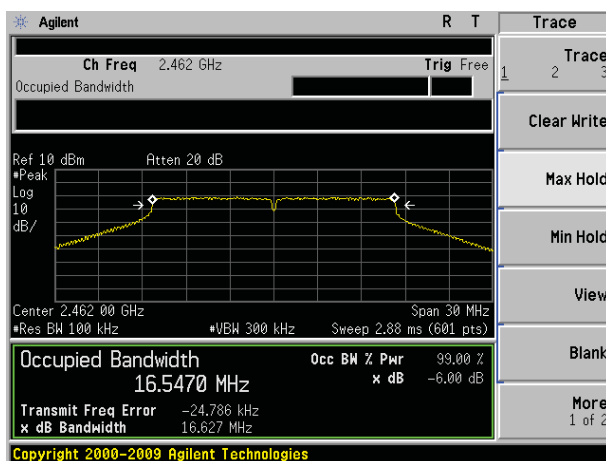 Agilent
R T
Trace
Ch Freq 2.462 GHz
Trig Free
Occupied Bandwidth
Trace
1 2 3
Clear Write
Max Hold
Min Hold
View
Blank
More
1 of 2
Ref 10 dBm Atten 20 dB
#Peak
Log
10
dB/
Center 2.462 00 GHz Span 30 MHz
#Res BW 100 kHz #VBW 300 kHz Sweep 2.88 ms (601 pts)
Occupied Bandwidth Occ BW % Pwr 99.00 %
16.5470 MHz x dB -6.00 dB
Transmit Freq Error -24.786 kHz
x dB Bandwidth 16.627 MHz
Copyright 2000-2009 Agilent Technologies